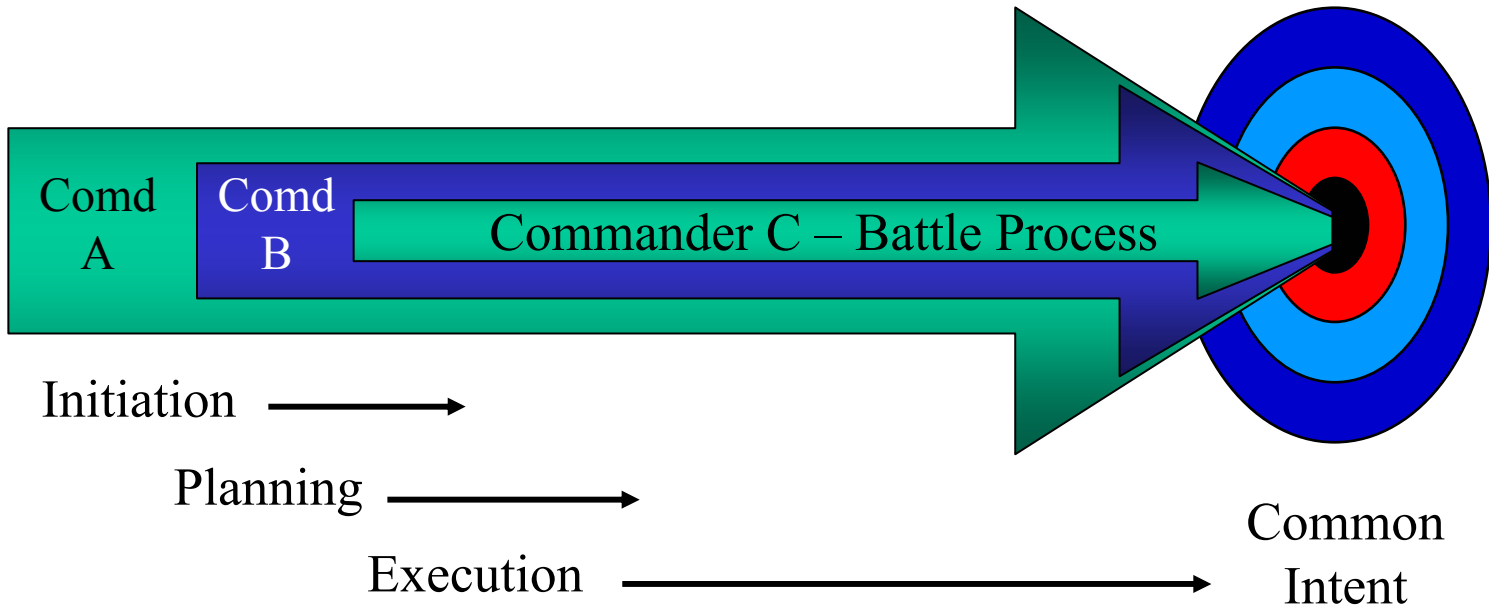 Comd
A
Comd
B
Commander C – Battle Process
Initiation
Planning
Execution
Common
Intent